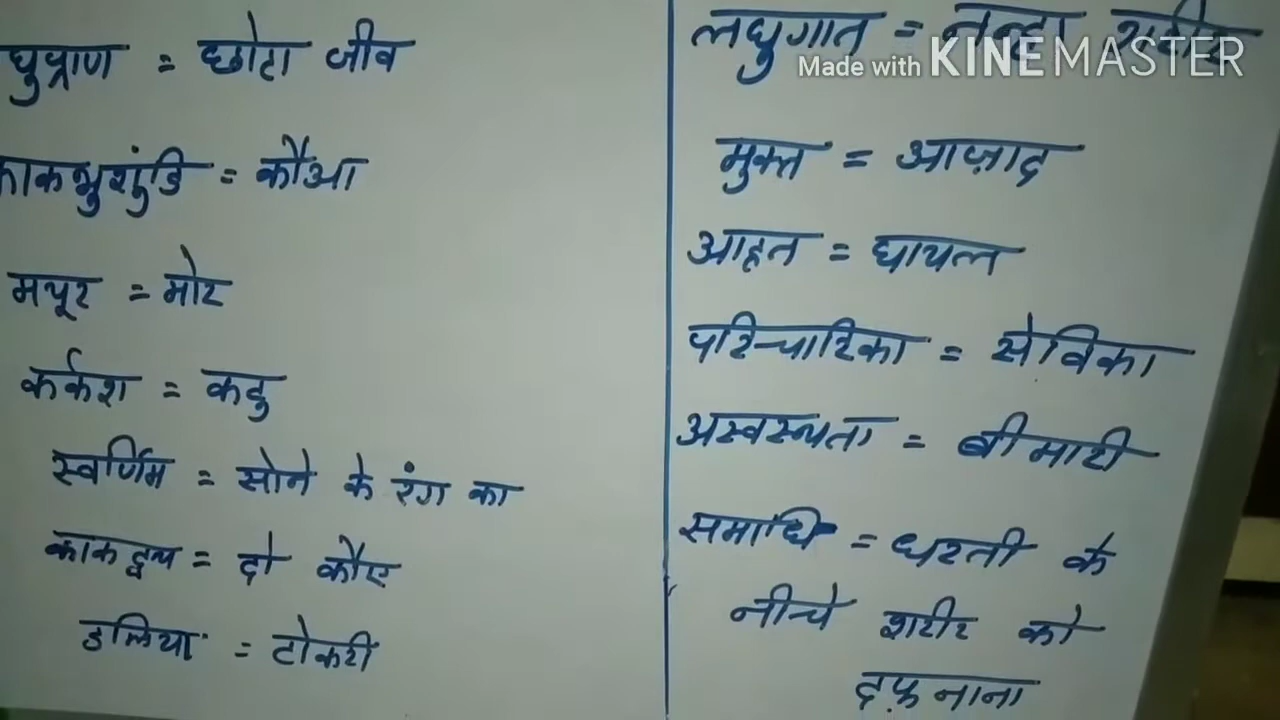 घुप्राण = छोटा जीव
काकभुशुंडि = कौआ
मयूर = मोर
कर्कश = कटु
स्वर्णिम = सोने के रंग का
काकद्वय = दो कौए
डलिया = टोकरी
लघुगात = नन्हा शरीर
Made with KINEMASTER
मुक्त = आज़ाद
आहत = घायल
परिचारिका = सेविका
अस्वस्थता = बीमारी
समाधि = धरती के
नीचे शरीर को
दफ़नाना